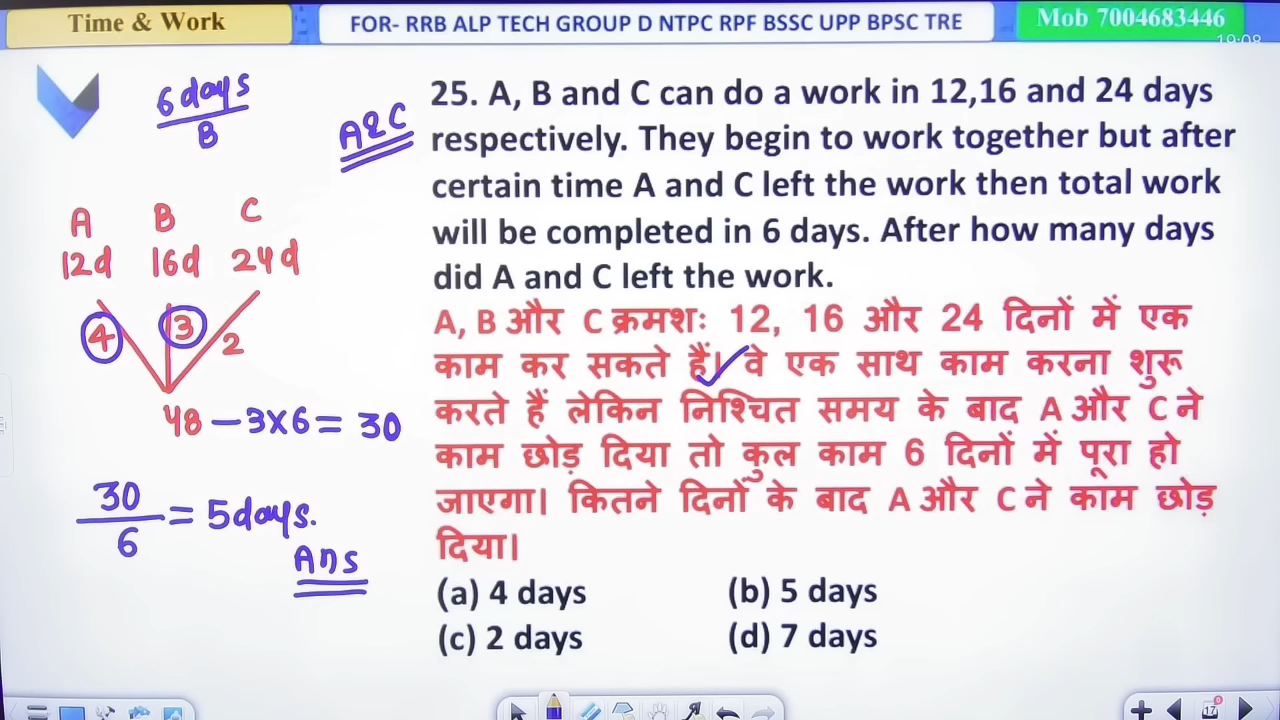 Time & Work
FOR- RRB ALP TECH GROUP D NTPC RPF BSSC UPP BPSC TRE
Mob 7004683446
19:08
6 days
B
A & C
25. A, B and C can do a work in 12,16 and 24 days
respectively. They begin to work together but after
certain time A and C left the work then total work
will be completed in 6 days. After how many days
did A and C left the work.
A, B और C क्रमशः 12, 16 और 24 दिनों में एक
काम कर सकते हैं। वे एक साथ काम करना शुरू
करते हैं लेकिन निश्चित समय के बाद A और C ने
काम छोड़ दिया तो कुल काम 6 दिनों में पूरा हो
जाएगा। कितने दिनों के बाद A और C ने काम छोड़
दिया।
(a) 4 days (b) 5 days
(c) 2 days (d) 7 days
A B C
12d 16d 24d
4 3 2
48 - 3x6 = 30
30
6
= 5 days.
Ans
17